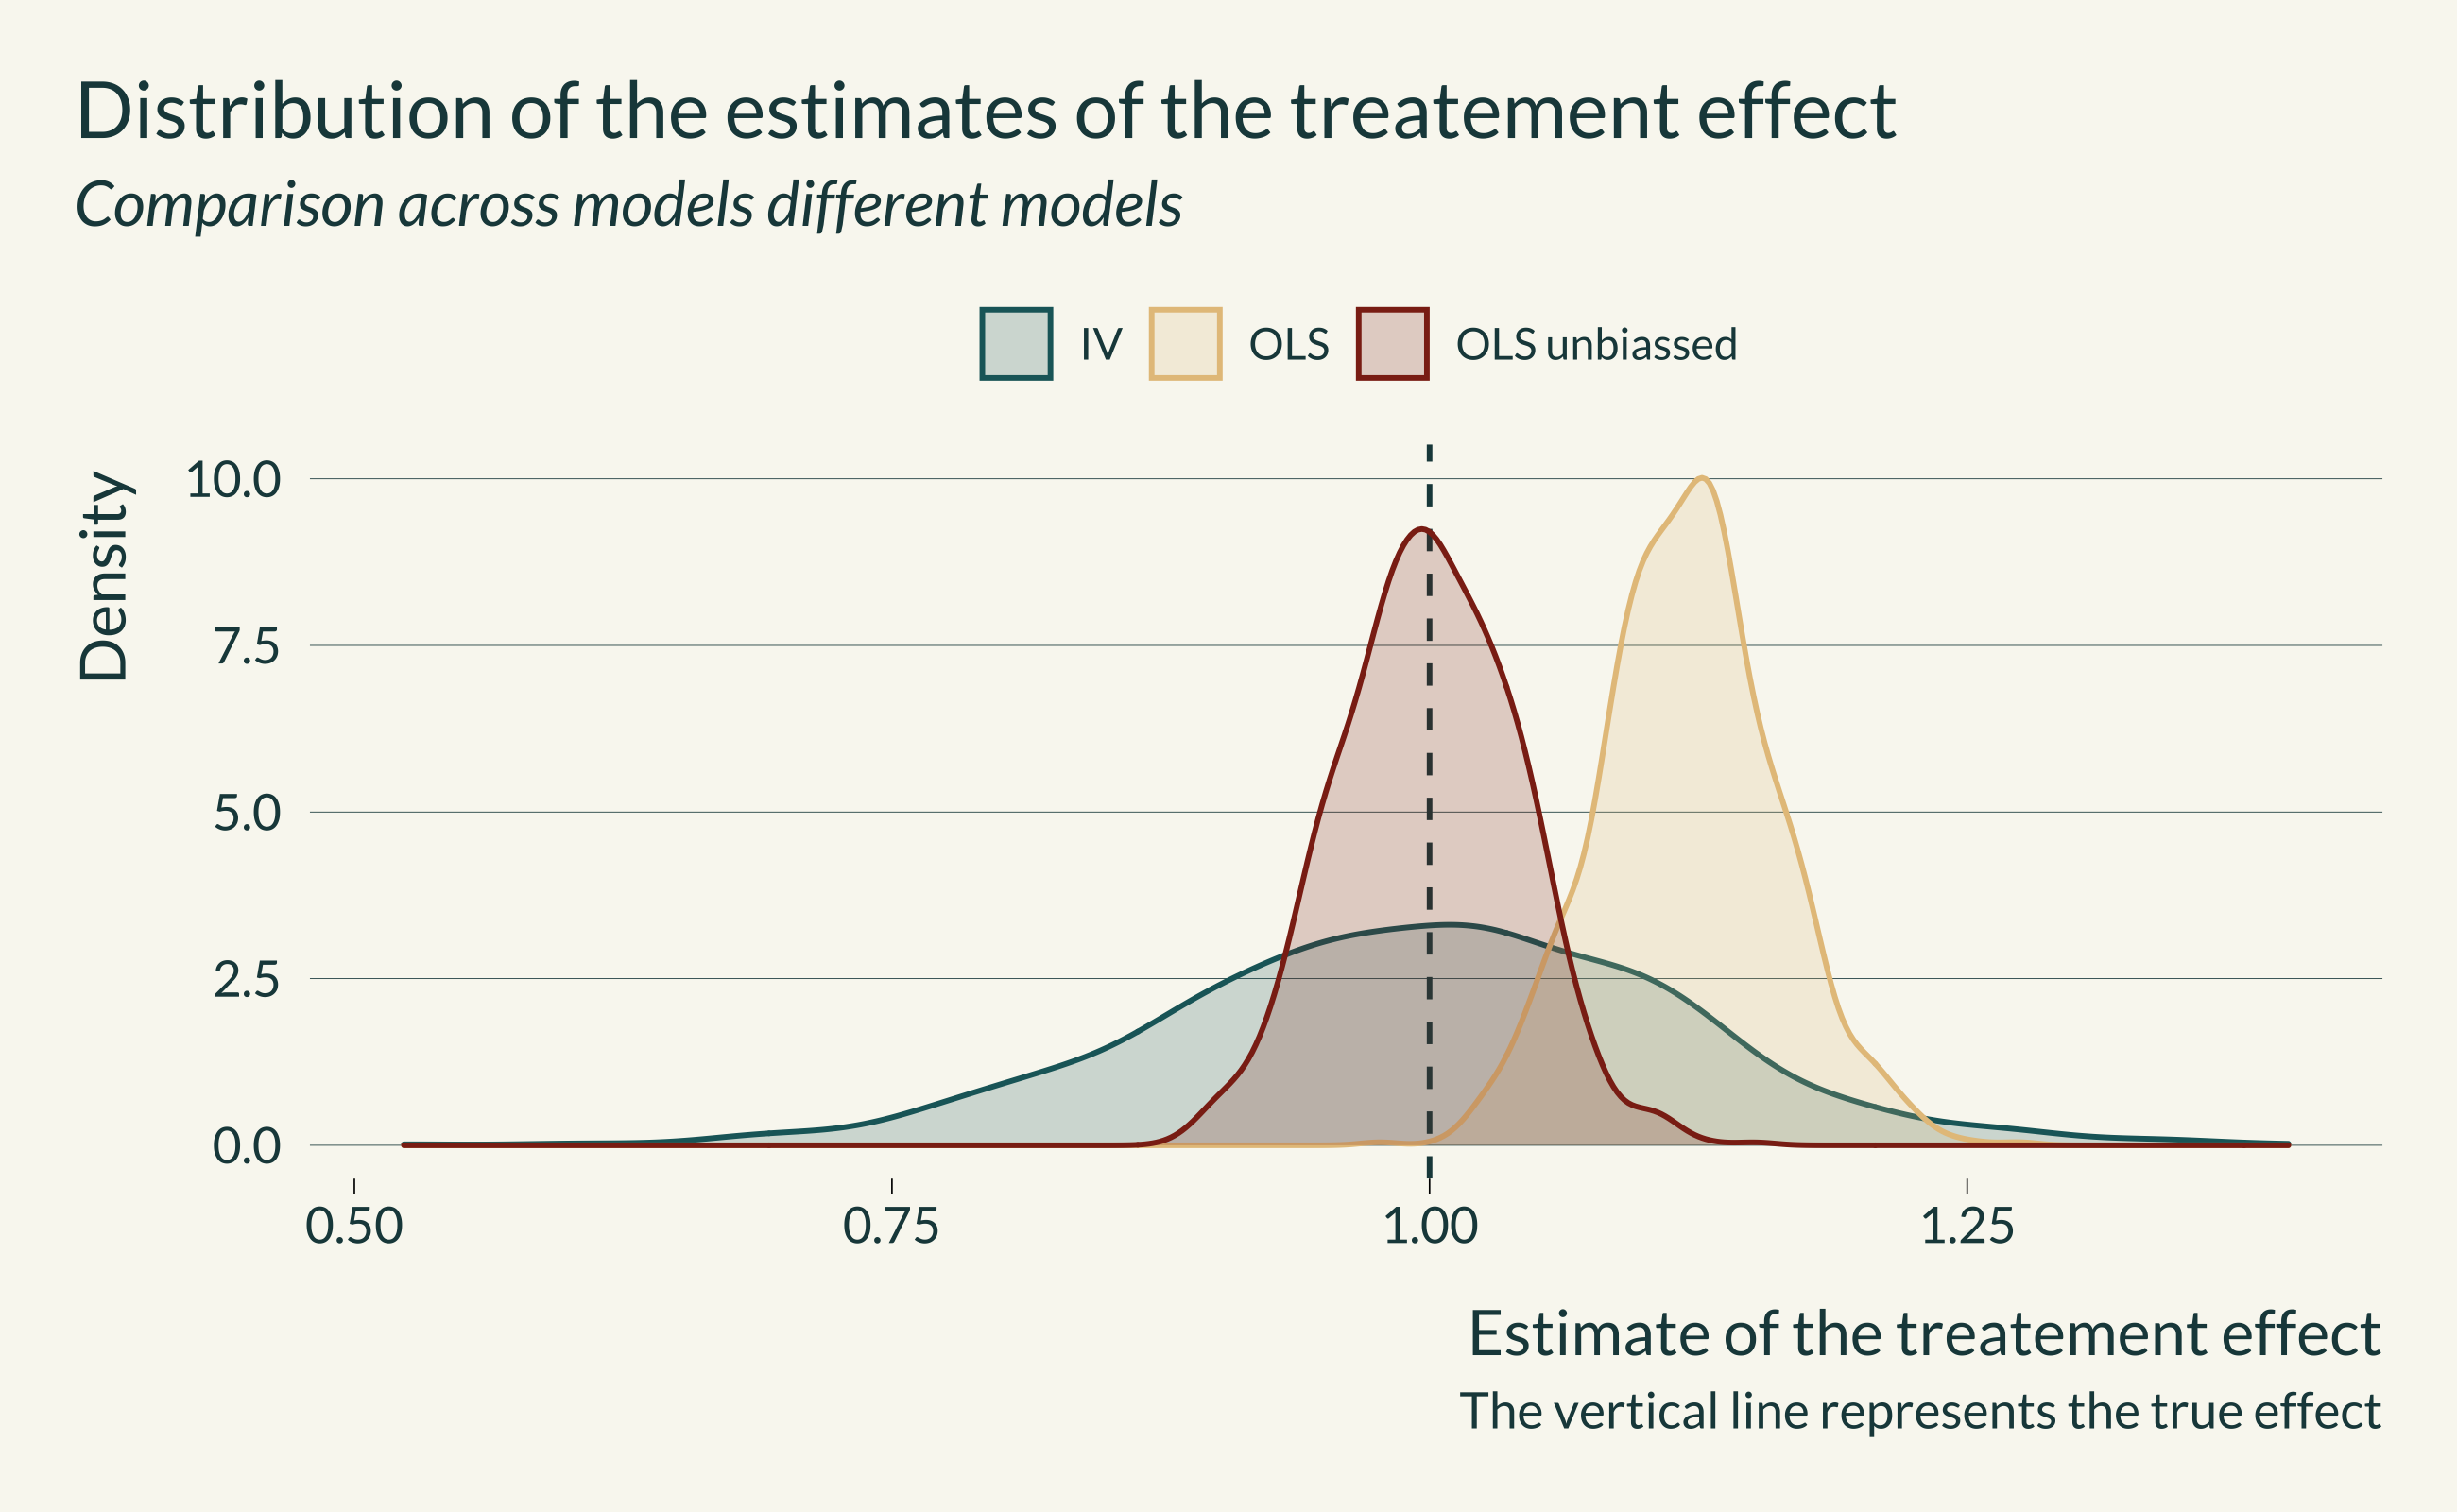 Distribution of the estimates of the treatement effect
Comparison across models different models
IV OLS OLS unbiassed
Density
10.0
7.5
5.0
2.5
0.0
0.50 0.75 1.00 1.25
Estimate of the treatement effect
The vertical line represents the true effect